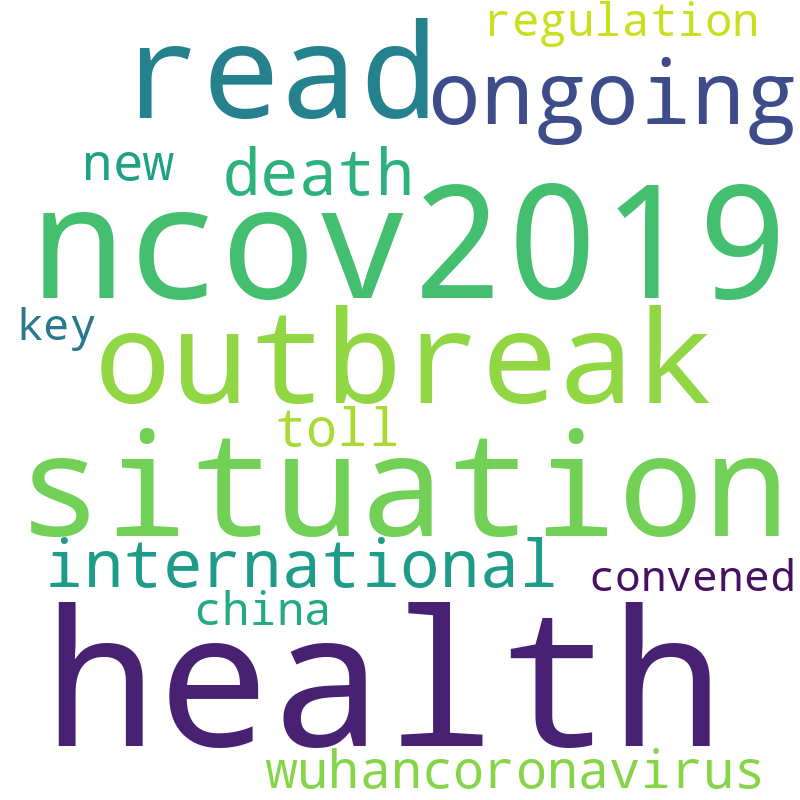 regulation
read
ongoing
new
death
ncov2019
key
outbreak
toll
situation
international
convened
china
health
wuhancoronavirus